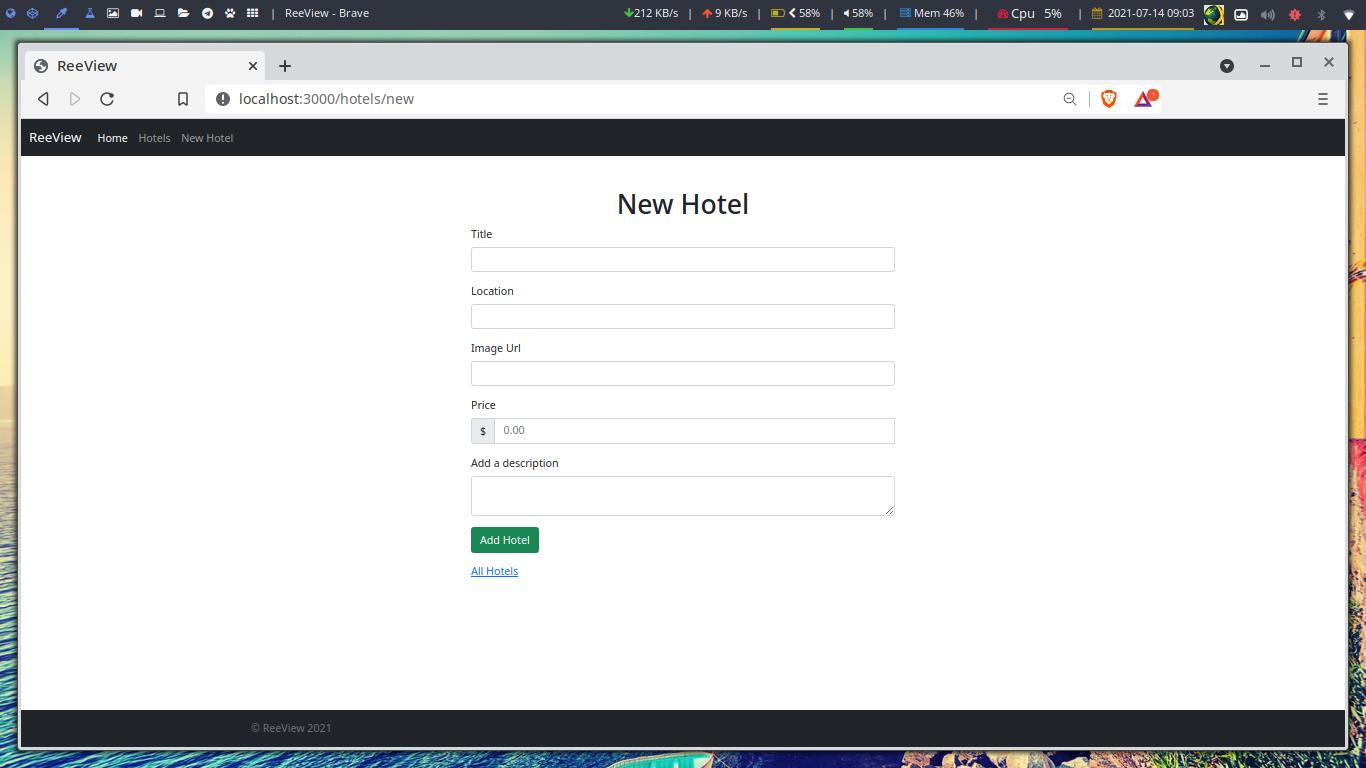 | ReeView - Brave 212 KB/s | 9 KB/s | 58% | 58% | Mem 46% | Cpu 5% | 2021-07-14 09:03
ReeView
localhost:3000/hotels/new
1
ReeView Home Hotels New Hotel
New Hotel
Title
Location
Image Url
Price
$ 0.00
Add a description
Add Hotel
All Hotels
© ReeView 2021